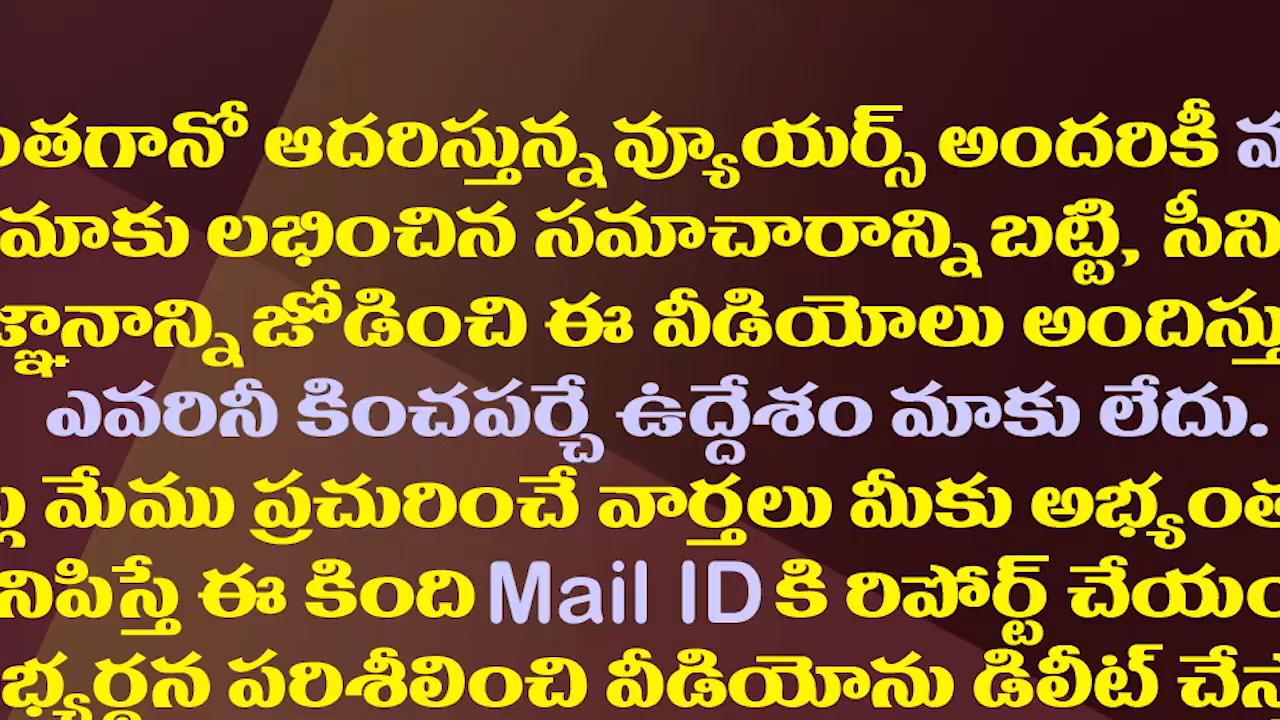 ఆదరిస్తున్న వ్యూయర్స్ అందరికీ
మాకు లభించిన సమాచారాన్ని బట్టి,
జోడించి ఈ వీడియోలు
ఎవరినీ కించపర్చే ఉద్దేశం మాకు లేదు.
మేము ప్రచురించే వార్తలు మీకు
ఈ కింది Mail ID కి రిపోర్ట్
పరిశీలించి వీడియోను డిలీట్